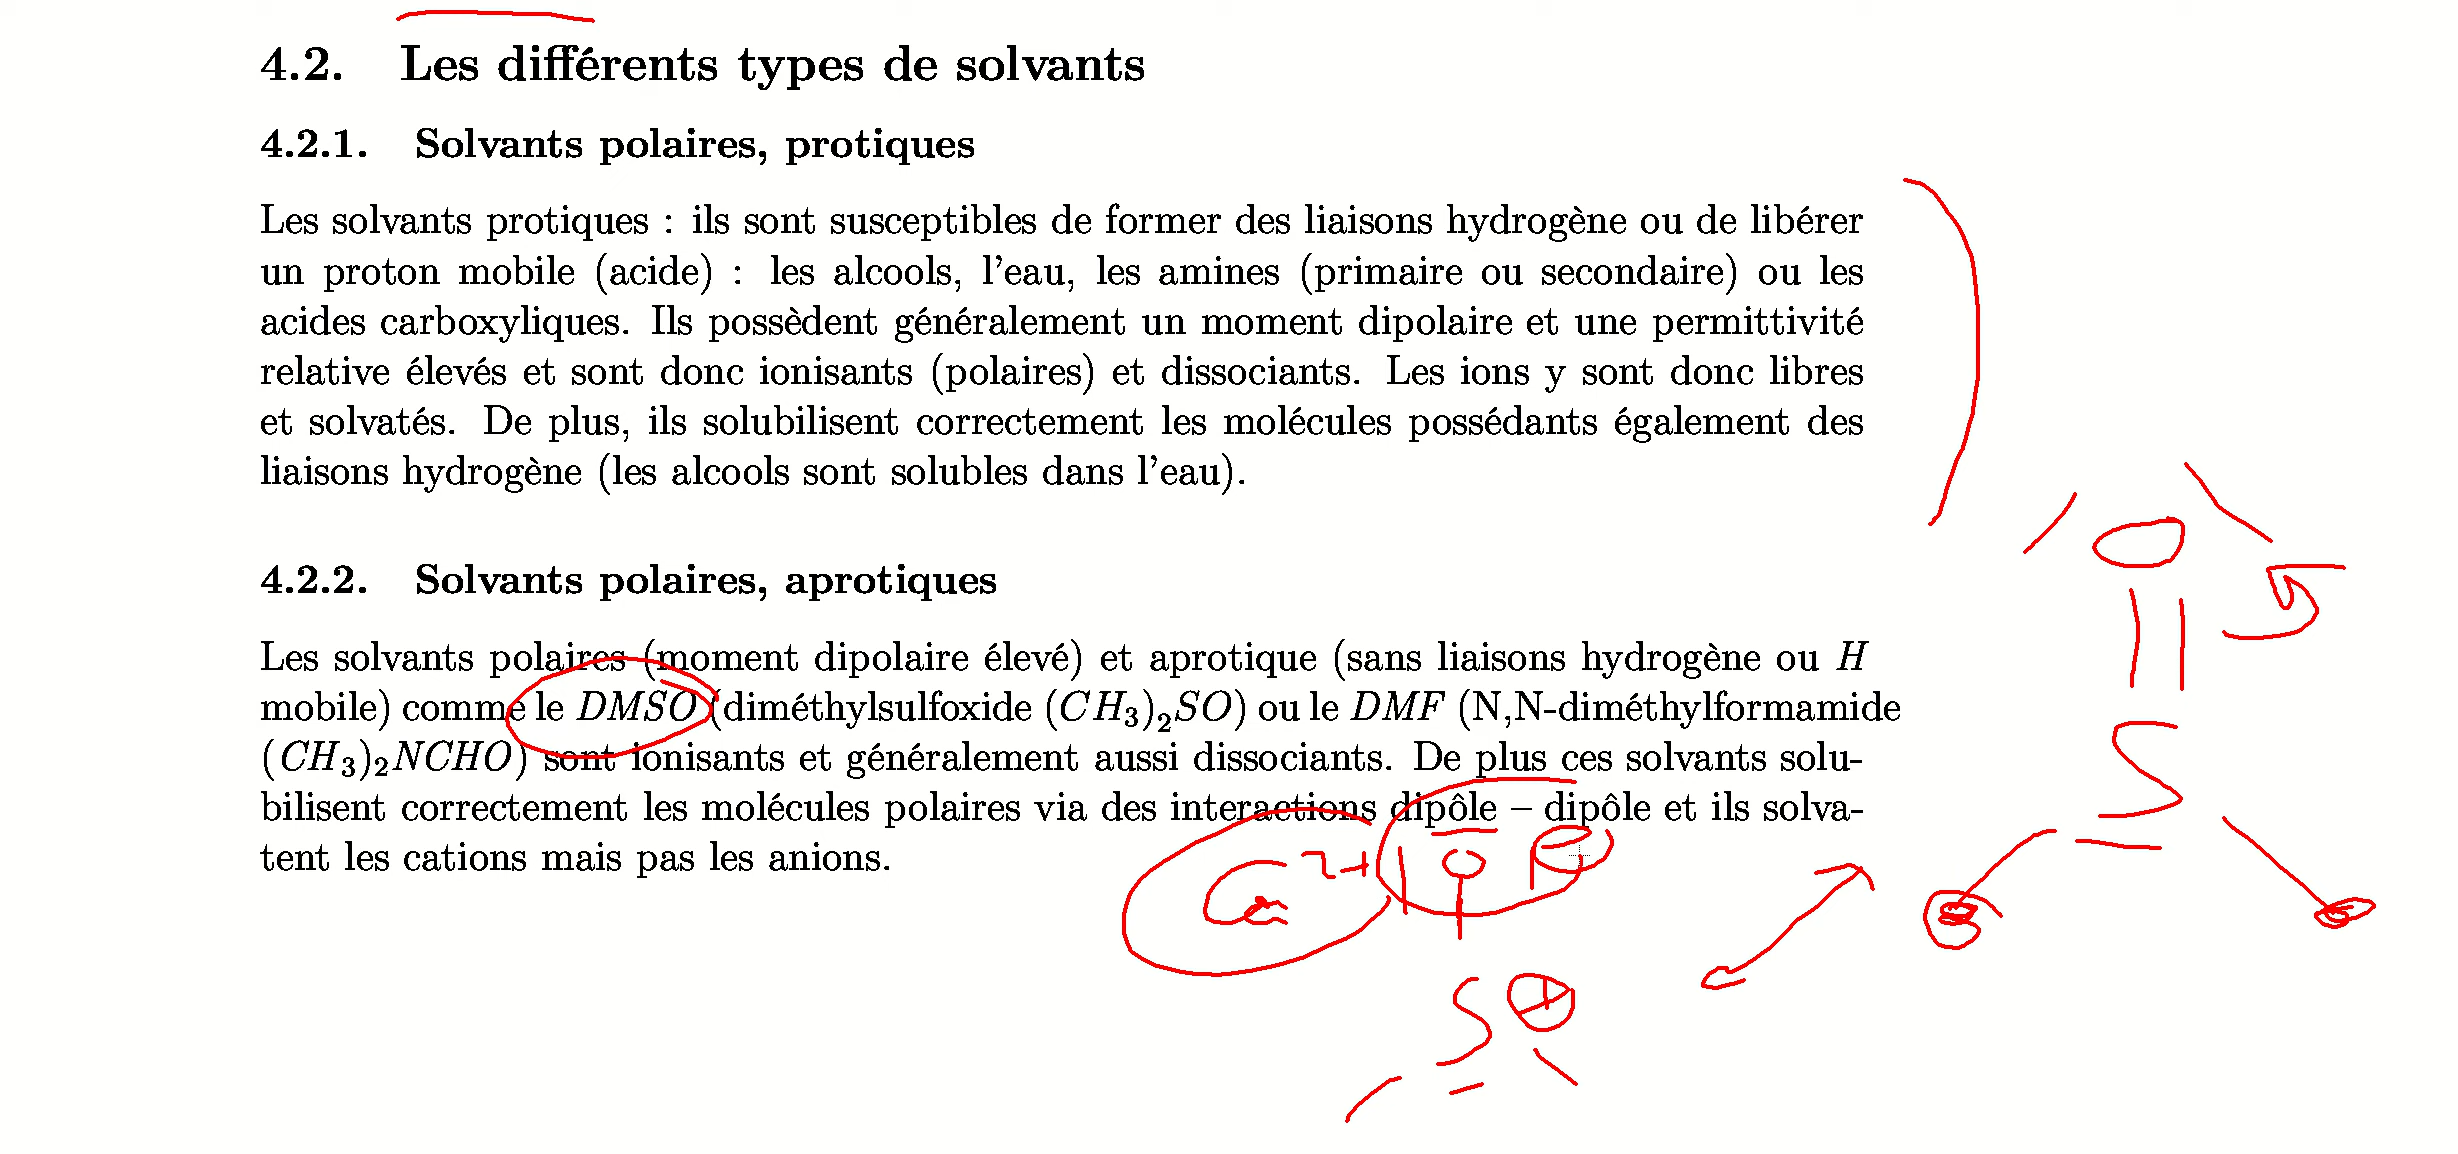 4.2. Les différents types de solvants
4.2.1. Solvants polaires, protiques
Les solvants protiques : ils sont susceptibles de former des liaisons hydrogène ou de libérer
un proton mobile (acide) : les alcools, l'eau, les amines (primaire ou secondaire) ou les
acides carboxyliques. Ils possèdent généralement un moment dipolaire et une permittivité
relative élevés et sont donc ionisants (polaires) et dissociants. Les ions y sont donc libres
et solvatés. De plus, ils solubilisent correctement les molécules possédants également des
liaisons hydrogène (les alcools sont solubles dans l'eau).
4.2.2. Solvants polaires, aprotiques
Les solvants polaires (moment dipolaire élevé) et aprotique (sans liaisons hydrogène ou H
mobile) comme le DMSO (diméthylsulfoxide (CH₃)₂SO) ou le DMF (N,N-diméthylformamide
(CH₃)₂NCHO) sont ionisants et généralement aussi dissociants. De plus ces solvants solu-
bilisent correctement les molécules polaires via des interactions dipôle – dipôle et ils solva-
tent les cations mais pas les anions.
O
S
Ca²⁺
O ⊖
S ⊕